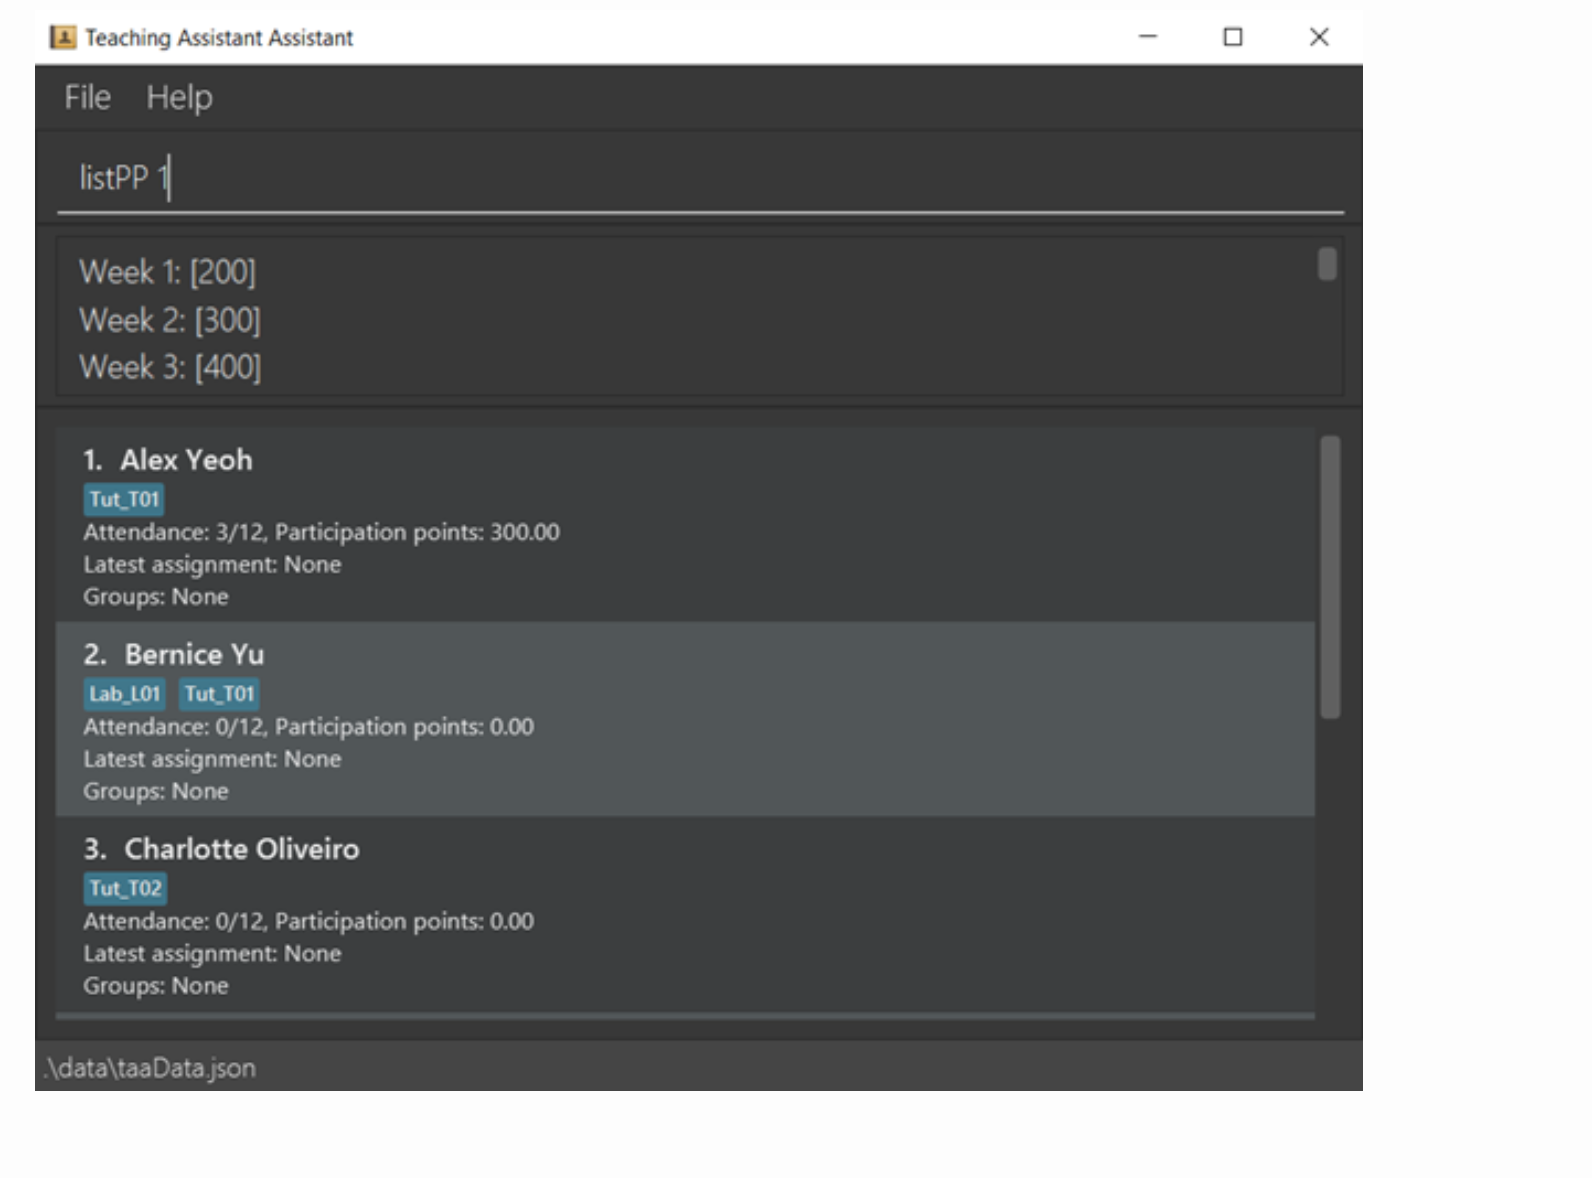 Teaching Assistant Assistant
File Help
listPP 1
Week 1: [200]
Week 2: [300]
Week 3: [400]
1. Alex Yeoh
Tut_T01
Attendance: 3/12, Participation points: 300.00
Latest assignment: None
Groups: None
2. Bernice Yu
Lab_L01 Tut_T01
Attendance: 0/12, Participation points: 0.00
Latest assignment: None
Groups: None
3. Charlotte Oliveiro
Tut_T02
Attendance: 0/12, Participation points: 0.00
Latest assignment: None
Groups: None
.\data\taaData.json